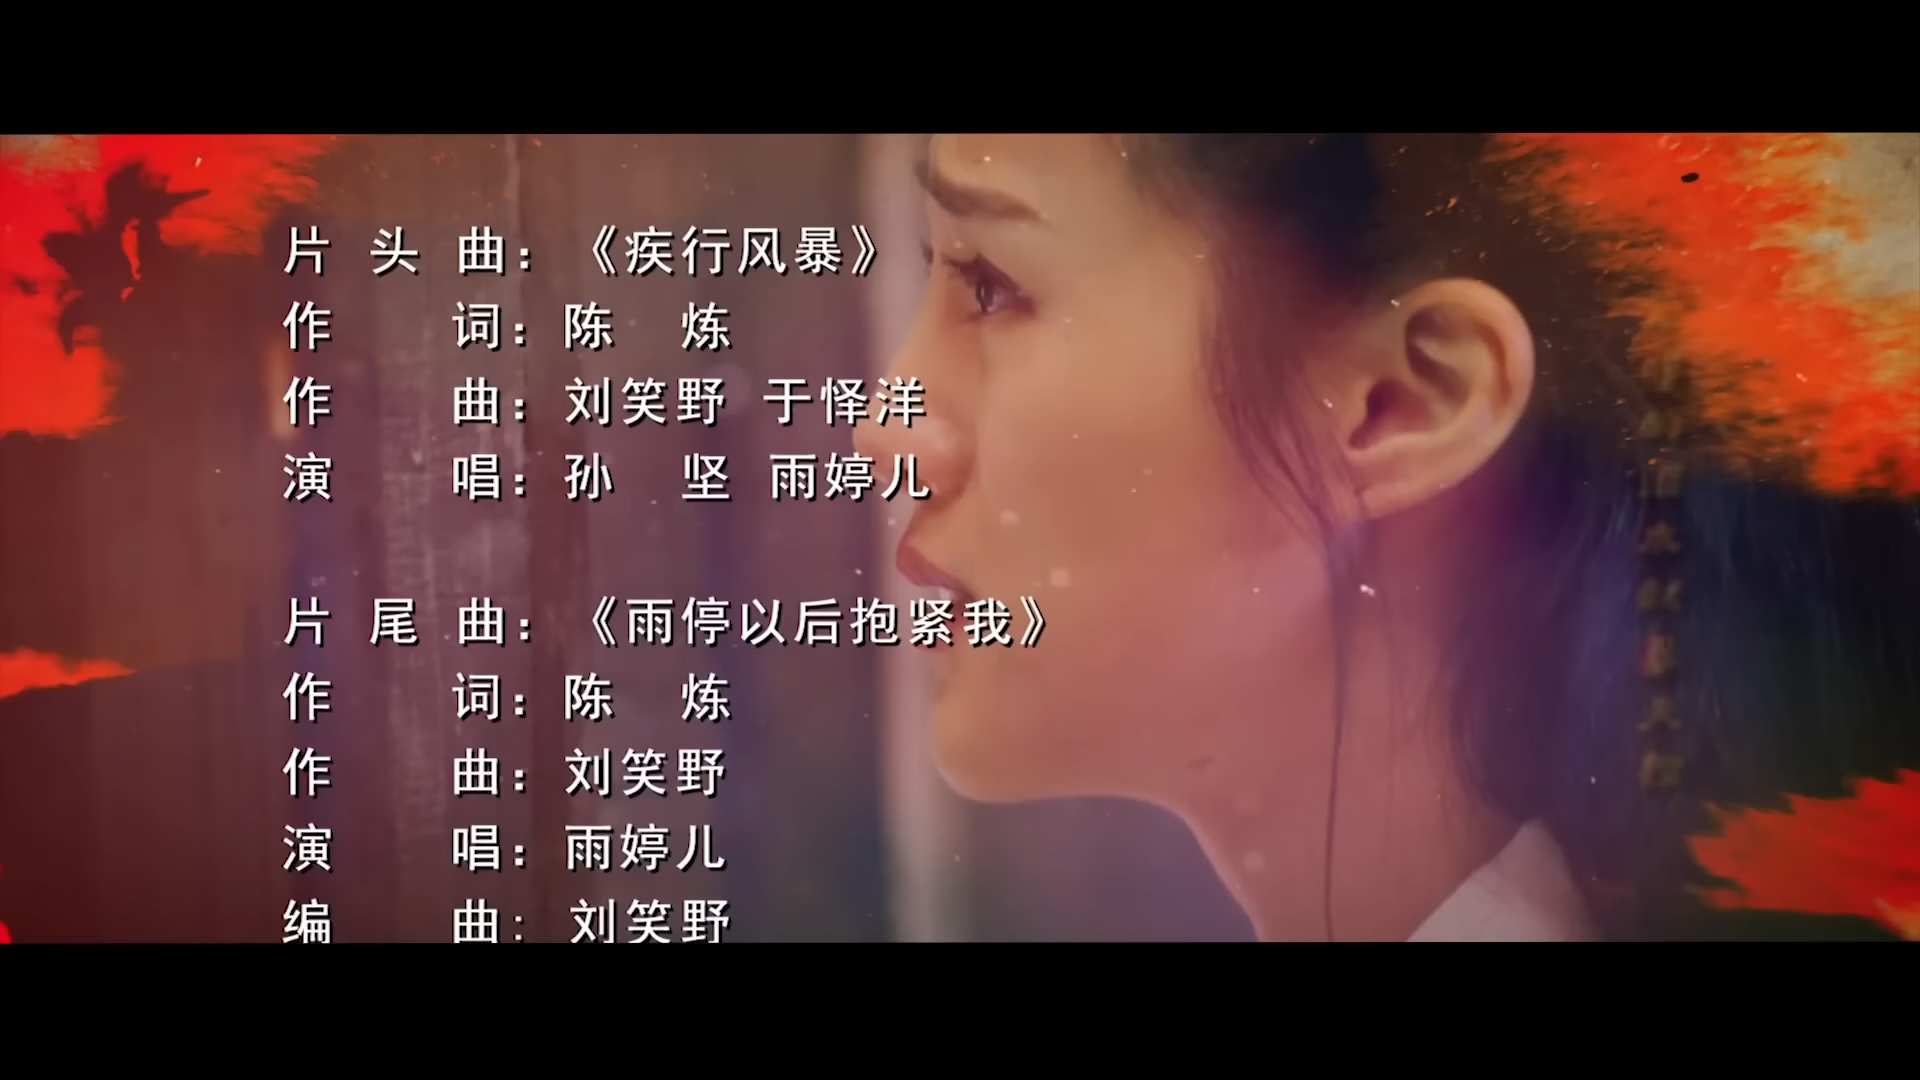 片头曲：《疾行风暴》
作词：陈炼
作曲：刘笑野 于怿洋
演唱：孙坚 雨婷儿
片尾曲：《雨停以后抱紧我》
作词：陈炼
作曲：刘笑野
演唱：雨婷儿
编曲：刘笑野